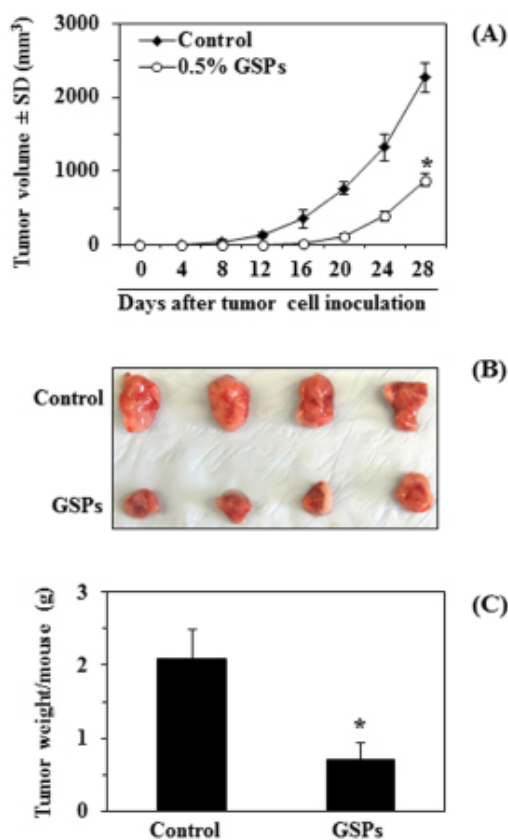 (A)
Tumor volume ± SD (mm³)
3000
2000
1000
0
Control
0.5% GSPs
*
0 4 8 12 16 20 24 28
Days after tumor cell inoculation
(B)
Control
GSPs
(C)
Tumor weight/mouse (g)
3
2
1
0
*
Control GSPs